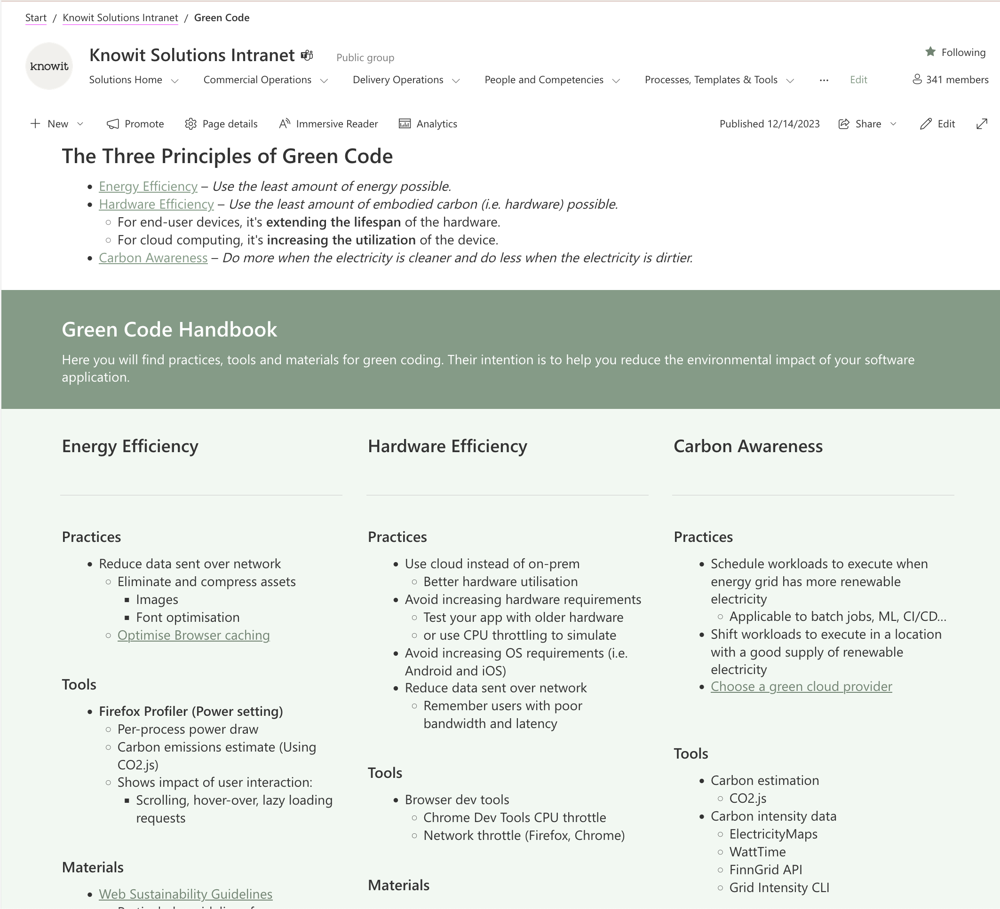 Start / Knowit Solutions Intranet / Green Code
knowit
Knowit Solutions Intranet
Public group
Following
Solutions Home
Commercial Operations
Delivery Operations
People and Competencies
Processes, Templates & Tools
...
Edit
341 members
New
Promote
Page details
Immersive Reader
Analytics
Published 12/14/2023
Share
Edit
The Three Principles of Green Code
Energy Efficiency – Use the least amount of energy possible.
Hardware Efficiency – Use the least amount of embodied carbon (i.e. hardware) possible.
For end-user devices, it's extending the lifespan of the hardware.
For cloud computing, it's increasing the utilization of the device.
Carbon Awareness – Do more when the electricity is cleaner and do less when the electricity is dirtier.
Green Code Handbook
Here you will find practices, tools and materials for green coding. Their intention is to help you reduce the environmental impact of your software
application.
Energy Efficiency
Practices
Reduce data sent over network
Eliminate and compress assets
Images
Font optimisation
Optimise Browser caching
Tools
Firefox Profiler (Power setting)
Per-process power draw
Carbon emissions estimate (Using
CO2.js)
Shows impact of user interaction:
Scrolling, hover-over, lazy loading
requests
Materials
Web Sustainability Guidelines
Hardware Efficiency
Practices
Use cloud instead of on-prem
Better hardware utilisation
Avoid increasing hardware requirements
Test your app with older hardware
or use CPU throttling to simulate
Avoid increasing OS requirements (i.e.
Android and iOS)
Reduce data sent over network
Remember users with poor
bandwidth and latency
Tools
Browser dev tools
Chrome Dev Tools CPU throttle
Network throttle (Firefox, Chrome)
Materials
Carbon Awareness
Practices
Schedule workloads to execute when
energy grid has more renewable
electricity
Applicable to batch jobs, ML, CI/CD...
Shift workloads to execute in a location
with a good supply of renewable
electricity
Choose a green cloud provider
Tools
Carbon estimation
CO2.js
Carbon intensity data
ElectricityMaps
WattTime
FinnGrid API
Grid Intensity CLI